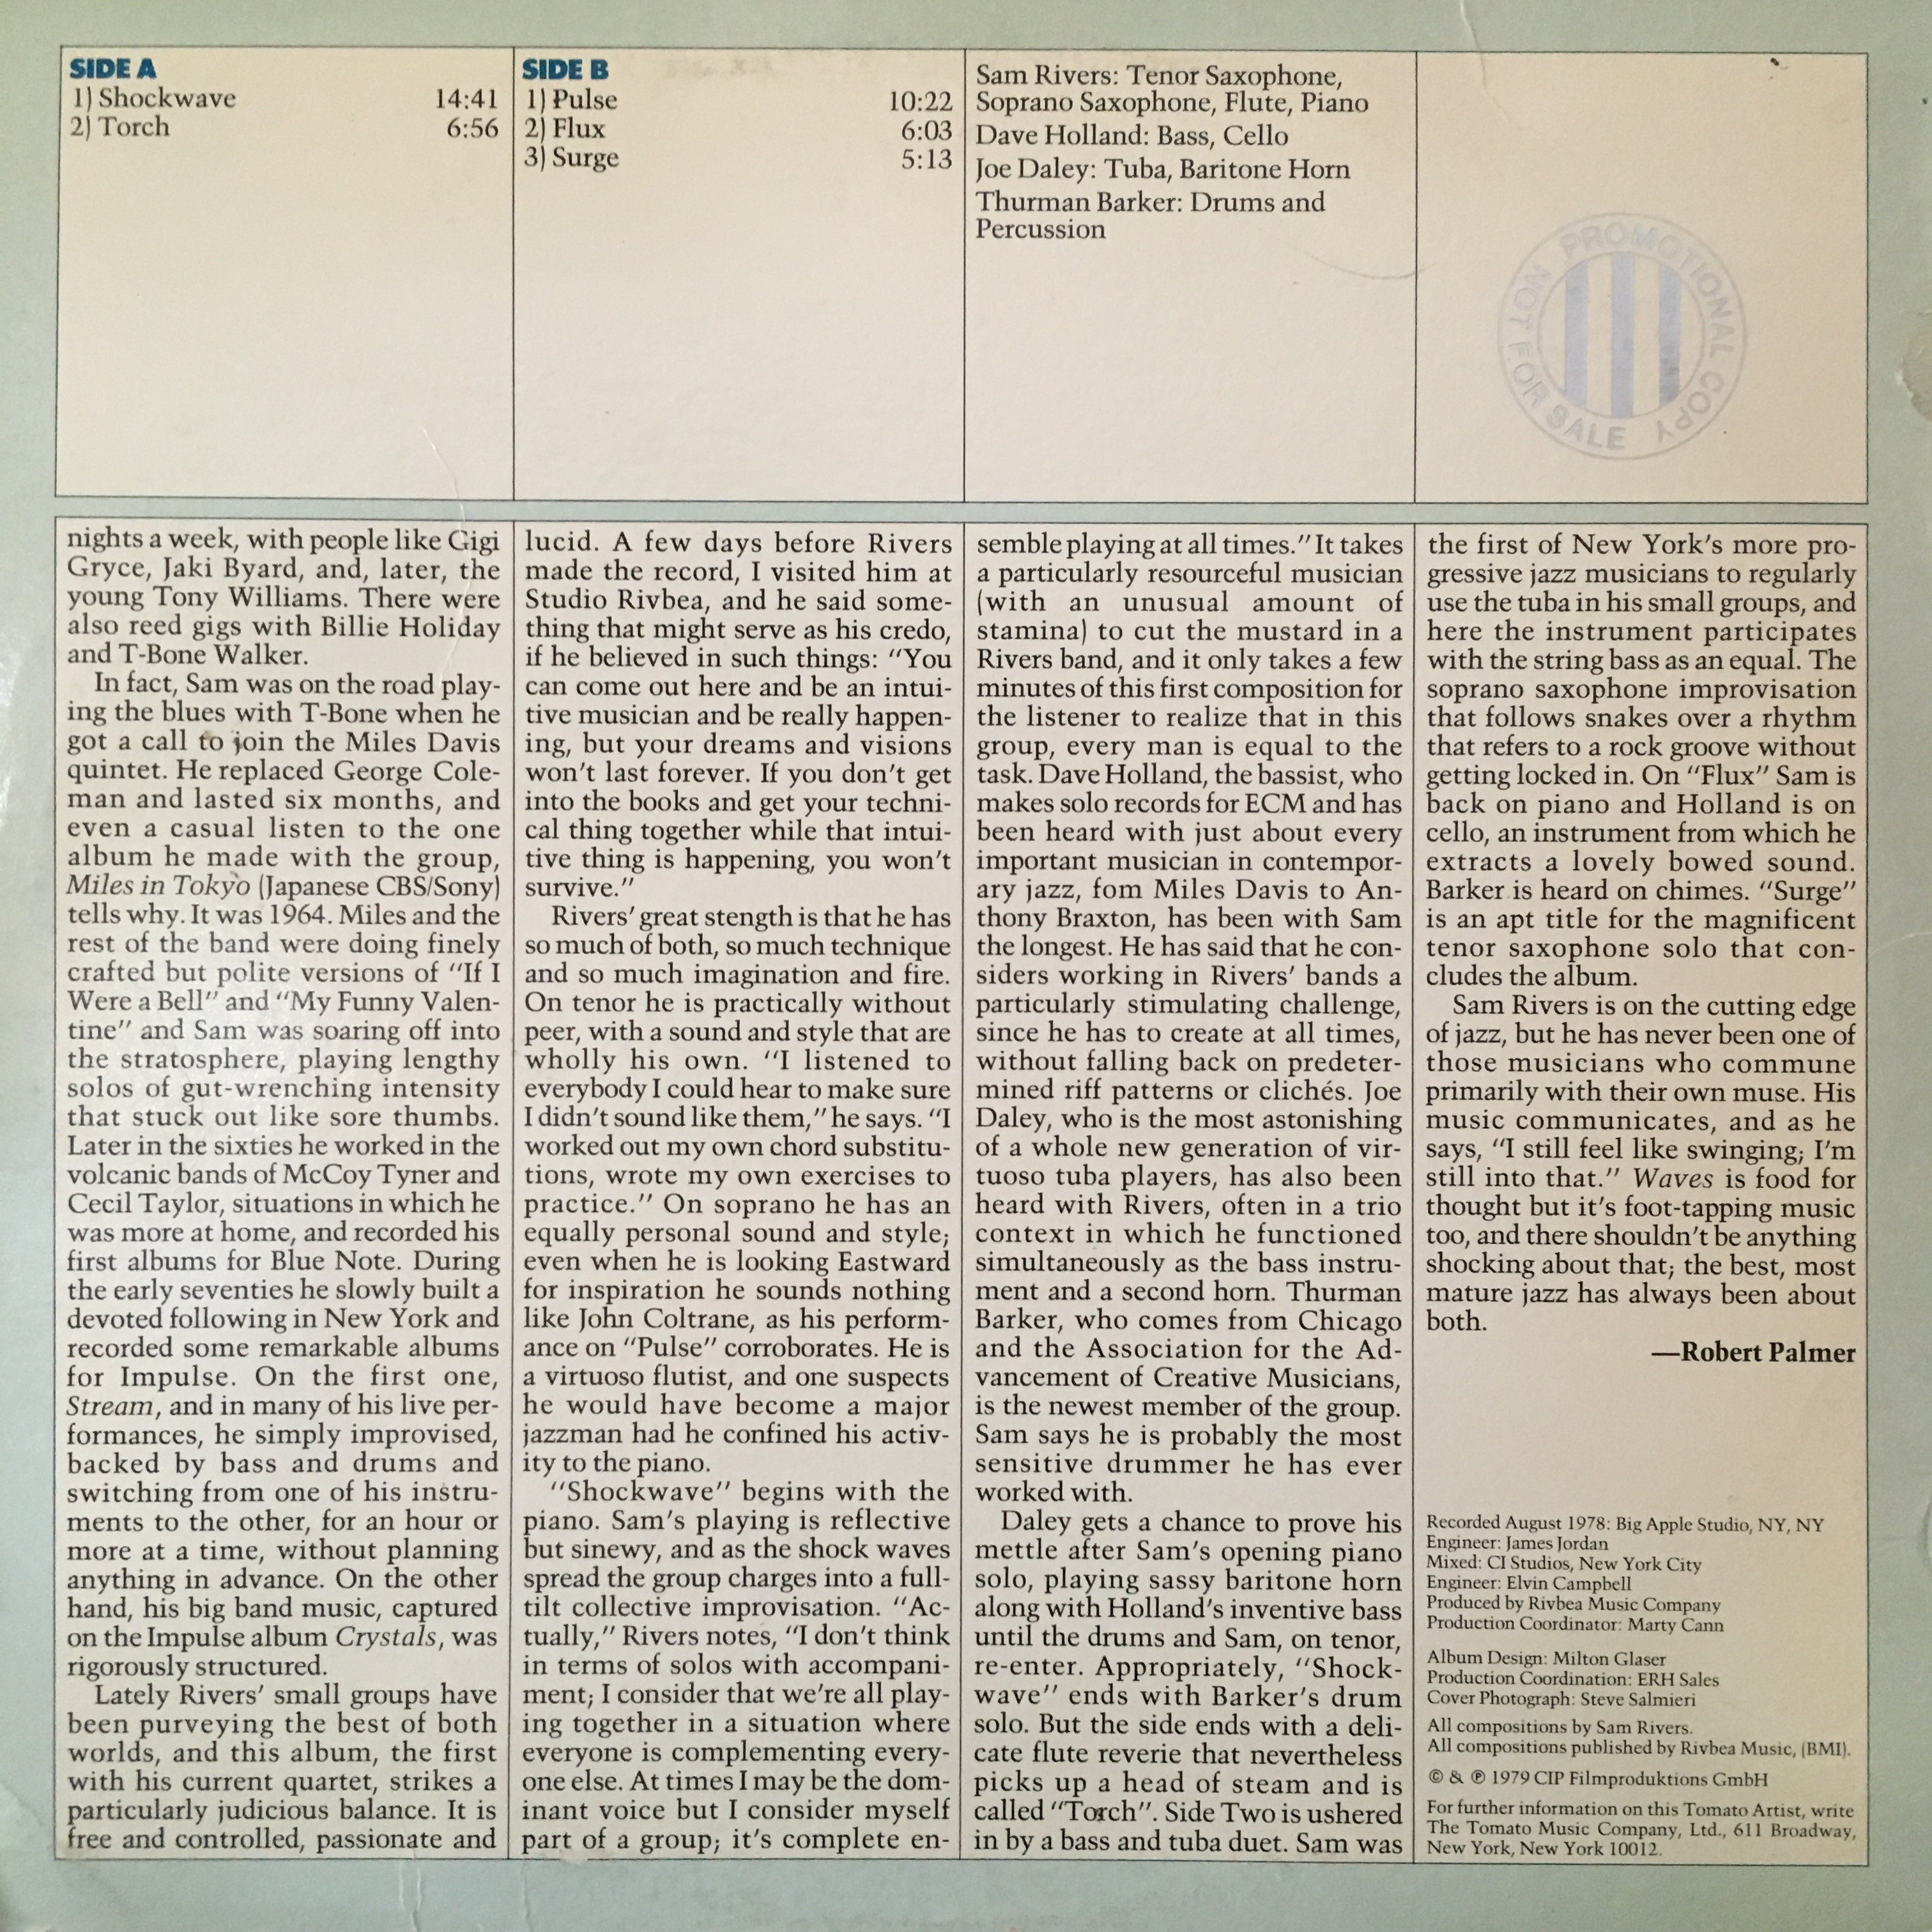 SIDE A
1) Shockwave 14:41
2) Torch 6:56
SIDE B
1) Pulse 10:22
2) Flux 6:03
3) Surge 5:13
Sam Rivers: Tenor Saxophone,
Soprano Saxophone, Flute, Piano
Dave Holland: Bass, Cello
Joe Daley: Tuba, Baritone Horn
Thurman Barker: Drums and
Percussion
PROMOTIONAL COPY
NOT FOR SALE
nights a week, with people like Gigi
Gryce, Jaki Byard, and, later, the
young Tony Williams. There were
also reed gigs with Billie Holiday
and T-Bone Walker.
In fact, Sam was on the road play-
ing the blues with T-Bone when he
got a call to join the Miles Davis
quintet. He replaced George Cole-
man and lasted six months, and
even a casual listen to the one
album he made with the group,
Miles in Tokyo (Japanese CBS/Sony)
tells why. It was 1964. Miles and the
rest of the band were doing finely
crafted but polite versions of "If I
Were a Bell" and "My Funny Valen-
tine" and Sam was soaring off into
the stratosphere, playing lengthy
solos of gut-wrenching intensity
that stuck out like sore thumbs.
Later in the sixties he worked in the
volcanic bands of McCoy Tyner and
Cecil Taylor, situations in which he
was more at home, and recorded his
first albums for Blue Note. During
the early seventies he slowly built a
devoted following in New York and
recorded some remarkable albums
for Impulse. On the first one,
Stream, and in many of his live per-
formances, he simply improvised,
backed by bass and drums and
switching from one of his instru-
ments to the other, for an hour or
more at a time, without planning
anything in advance. On the other
hand, his big band music, captured
on the Impulse album Crystals, was
rigorously structured.
Lately Rivers' small groups have
been purveying the best of both
worlds, and this album, the first
with his current quartet, strikes a
particularly judicious balance. It is
free and controlled, passionate and
lucid. A few days before Rivers
made the record, I visited him at
Studio Rivbea, and he said some-
thing that might serve as his credo,
if he believed in such things: "You
can come out here and be an intui-
tive musician and be really happen-
ing, but your dreams and visions
won't last forever. If you don't get
into the books and get your techni-
cal thing together while that intui-
tive thing is happening, you won't
survive."
Rivers' great stength is that he has
so much of both, so much technique
and so much imagination and fire.
On tenor he is practically without
peer, with a sound and style that are
wholly his own. "I listened to
everybody I could hear to make sure
I didn't sound like them," he says. "I
worked out my own chord substitu-
tions, wrote my own exercises to
practice." On soprano he has an
equally personal sound and style;
even when he is looking Eastward
for inspiration he sounds nothing
like John Coltrane, as his perform-
ance on "Pulse" corroborates. He is
a virtuoso flutist, and one suspects
he would have become a major
jazzman had he confined his activ-
ity to the piano.
"Shockwave" begins with the
piano. Sam's playing is reflective
but sinewy, and as the shock waves
spread the group charges into a full-
tilt collective improvisation. "Ac-
tually," Rivers notes, "I don't think
in terms of solos with accompani-
ment; I consider that we're all play-
ing together in a situation where
everyone is complementing every-
one else. At times I may be the dom-
inant voice but I consider myself
part of a group; it's complete en-
semble playing at all times." It takes
a particularly resourceful musician
(with an unusual amount of
stamina) to cut the mustard in a
Rivers band, and it only takes a few
minutes of this first composition for
the listener to realize that in this
group, every man is equal to the
task. Dave Holland, the bassist, who
makes solo records for ECM and has
been heard with just about every
important musician in contempor-
ary jazz, fom Miles Davis to An-
thony Braxton, has been with Sam
the longest. He has said that he con-
siders working in Rivers' bands a
particularly stimulating challenge,
since he has to create at all times,
without falling back on predeter-
mined riff patterns or clichés. Joe
Daley, who is the most astonishing
of a whole new generation of vir-
tuoso tuba players, has also been
heard with Rivers, often in a trio
context in which he functioned
simultaneously as the bass instru-
ment and a second horn. Thurman
Barker, who comes from Chicago
and the Association for the Ad-
vancement of Creative Musicians,
is the newest member of the group.
Sam says he is probably the most
sensitive drummer he has ever
worked with.
Daley gets a chance to prove his
mettle after Sam's opening piano
solo, playing sassy baritone horn
along with Holland's inventive bass
until the drums and Sam, on tenor,
re-enter. Appropriately, "Shock-
wave" ends with Barker's drum
solo. But the side ends with a deli-
cate flute reverie that nevertheless
picks up a head of steam and is
called "Torch". Side Two is ushered
in by a bass and tuba duet. Sam was
the first of New York's more pro-
gressive jazz musicians to regularly
use the tuba in his small groups, and
here the instrument participates
with the string bass as an equal. The
soprano saxophone improvisation
that follows snakes over a rhythm
that refers to a rock groove without
getting locked in. On "Flux" Sam is
back on piano and Holland is on
cello, an instrument from which he
extracts a lovely bowed sound.
Barker is heard on chimes. "Surge"
is an apt title for the magnificent
tenor saxophone solo that con-
cludes the album.
Sam Rivers is on the cutting edge
of jazz, but he has never been one of
those musicians who commune
primarily with their own muse. His
music communicates, and as he
says, "I still feel like swinging; I'm
still into that." Waves is food for
thought but it's foot-tapping music
too, and there shouldn't be anything
shocking about that; the best, most
mature jazz has always been about
both.
—Robert Palmer
Recorded August 1978: Big Apple Studio, NY, NY
Engineer: James Jordan
Mixed: CI Studios, New York City
Engineer: Elvin Campbell
Produced by Rivbea Music Company
Production Coordinator: Marty Cann
Album Design: Milton Glaser
Production Coordination: ERH Sales
Cover Photograph: Steve Salmieri
All compositions by Sam Rivers.
All compositions published by Rivbea Music, (BMI).
© & ℗ 1979 CIP Filmproduktions GmbH
For further information on this Tomato Artist, write
The Tomato Music Company, Ltd., 611 Broadway,
New York, New York 10012.